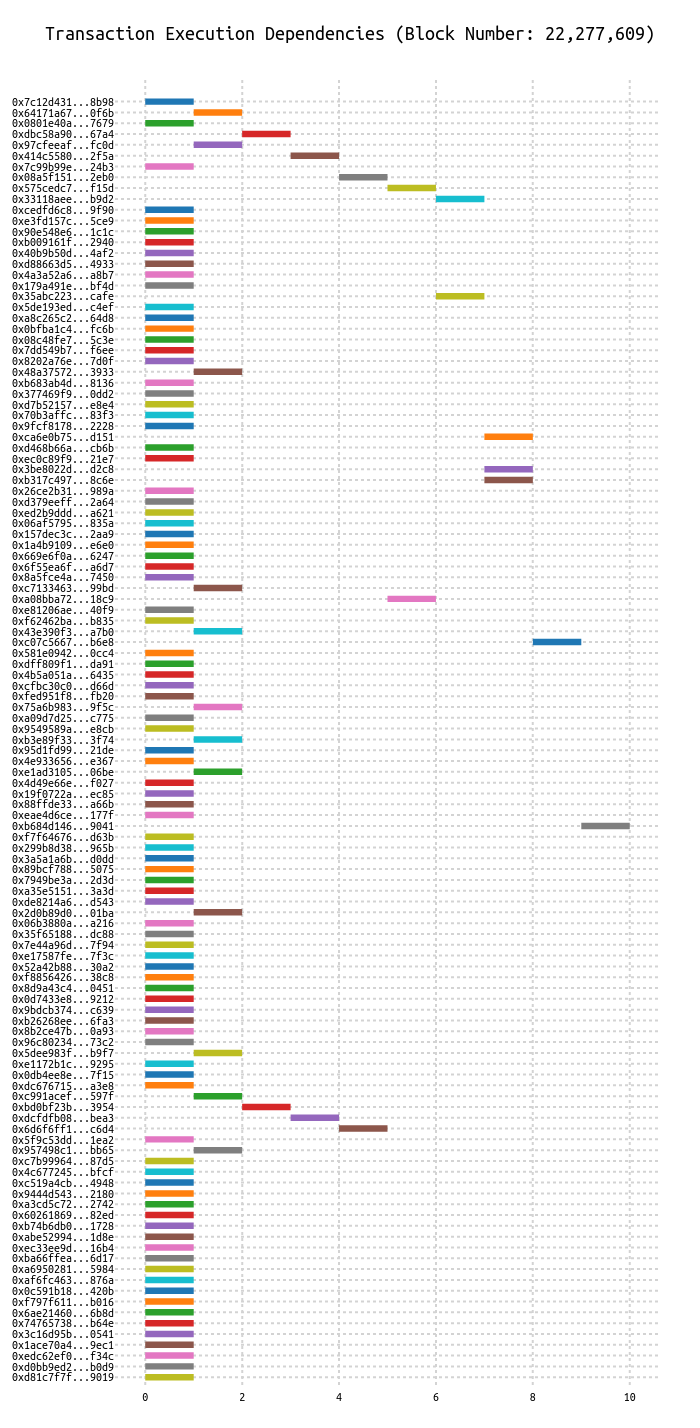 Transaction Execution Dependencies (Block Number: 22,277,609)
0x7c12d431...8b98
0x64171a67...0f6b
0x0801e40a...7679
0xdbc58a90...67a4
0x97cfeeaf...fc0d
0x414c5580...2f5a
0x7c99b99e...24b3
0x08a5f151...2eb0
0x575cedc7...f15d
0x33118aee...b9d2
0xcedfd6c8...9f90
0xe3fd157c...5ce9
0x90e548e6...1c1c
0xb009161f...2940
0x40b9b50d...4af2
0xd88663d5...4933
0x4a3a52a6...a8b7
0x179a491e...bf4d
0x35abc223...cafe
0x5de193ed...c4ef
0xa8c265c2...64d8
0x0bfba1c4...fc6b
0x08c48fe7...5c3e
0x7dd549b7...f6ee
0x8202a76e...7d0f
0x48a37572...3933
0xb683ab4d...8136
0x377469f9...0dd2
0xd7b52157...e8e4
0x70b3affc...83f3
0x9fcf8178...2228
0xca6e0b75...d151
0xd468b66a...cb6b
0xec0c89f9...21e7
0x3be8022d...d2c8
0xb317c497...8c6e
0x26ce2b31...989a
0xd379eeff...2a64
0xed2b9ddd...a621
0x06af5795...835a
0x157dec3c...2aa9
0x1a4b9109...e6e0
0x669e6f0a...6247
0x6f55ea6f...a6d7
0x8a5fce4a...7450
0xc7133463...99bd
0xa08bba72...18c9
0xe81206ae...40f9
0xf62462ba...b835
0x43e390f3...a7b0
0xc07c5667...b6e8
0x581e0942...0cc4
0xdff809f1...da91
0x4b5a051a...6435
0xcfbc30c0...d66d
0xfed951f8...fb20
0x75a6b983...9f5c
0xa09d7d25...c775
0x9549589a...e8cb
0xb3e89f33...3f74
0x95d1fd99...21de
0x4e933656...e367
0xe1ad3105...06be
0x4d49e66e...f027
0x19f0722a...ec85
0x88ffde33...a66b
0xeae4d6ce...177f
0xb684d146...9041
0xf7f64676...d63b
0x299b8d38...965b
0x3a5a1a6b...d0dd
0x89bcf788...5075
0x7949be3a...2d3d
0xa35e5151...3a3d
0xde8214a6...d543
0x2d0b89d0...01ba
0x06b3880a...a216
0x35f65188...dc88
0x7e44a96d...7f94
0xe17587fe...7f3c
0x52a42b88...30a2
0xf8856426...38c8
0x8d9a43c4...0451
0x0d7433e8...9212
0x9bdcb374...c639
0xb26268ee...6fa3
0x8b2ce47b...0a93
0x96c80234...73c2
0x5dee983f...b9f7
0xe1172b1c...9295
0x0db4ee8e...7f15
0xdc676715...a3e8
0xc991acef...597f
0xbd0bf23b...3954
0xdcfdfb08...bea3
0x6d6f6ff1...c6d4
0x5f9c53dd...1ea2
0x957498c1...bb65
0xc7b99964...87d5
0x4c677245...bfcf
0xc519a4cb...4948
0x9444d543...2180
0xa3cd5c72...2742
0x60261869...82ed
0xb74b6db0...1728
0xabe52994...1d8e
0xec33ee9d...16b4
0xba66ffea...6d17
0xa6950281...5984
0xaf6fc463...876a
0x0c591b18...420b
0xf797f611...b016
0x6ae21460...6b8d
0x74765738...b64e
0x3c16d95b...0541
0x1ace70a4...9ec1
0xedc62ef0...f34c
0xd0bb9ed2...b0d9
0xd81c7f7f...9019
0 2 4 6 8 10